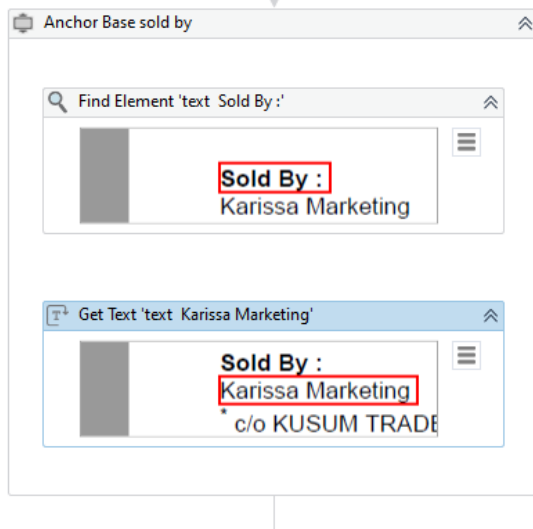 Anchor Base sold by
Find Element 'text  Sold By :'
Sold By :
Karissa Marketing
Get Text 'text  Karissa Marketing'
Sold By :
Karissa Marketing
* c/o KUSUM TRADE